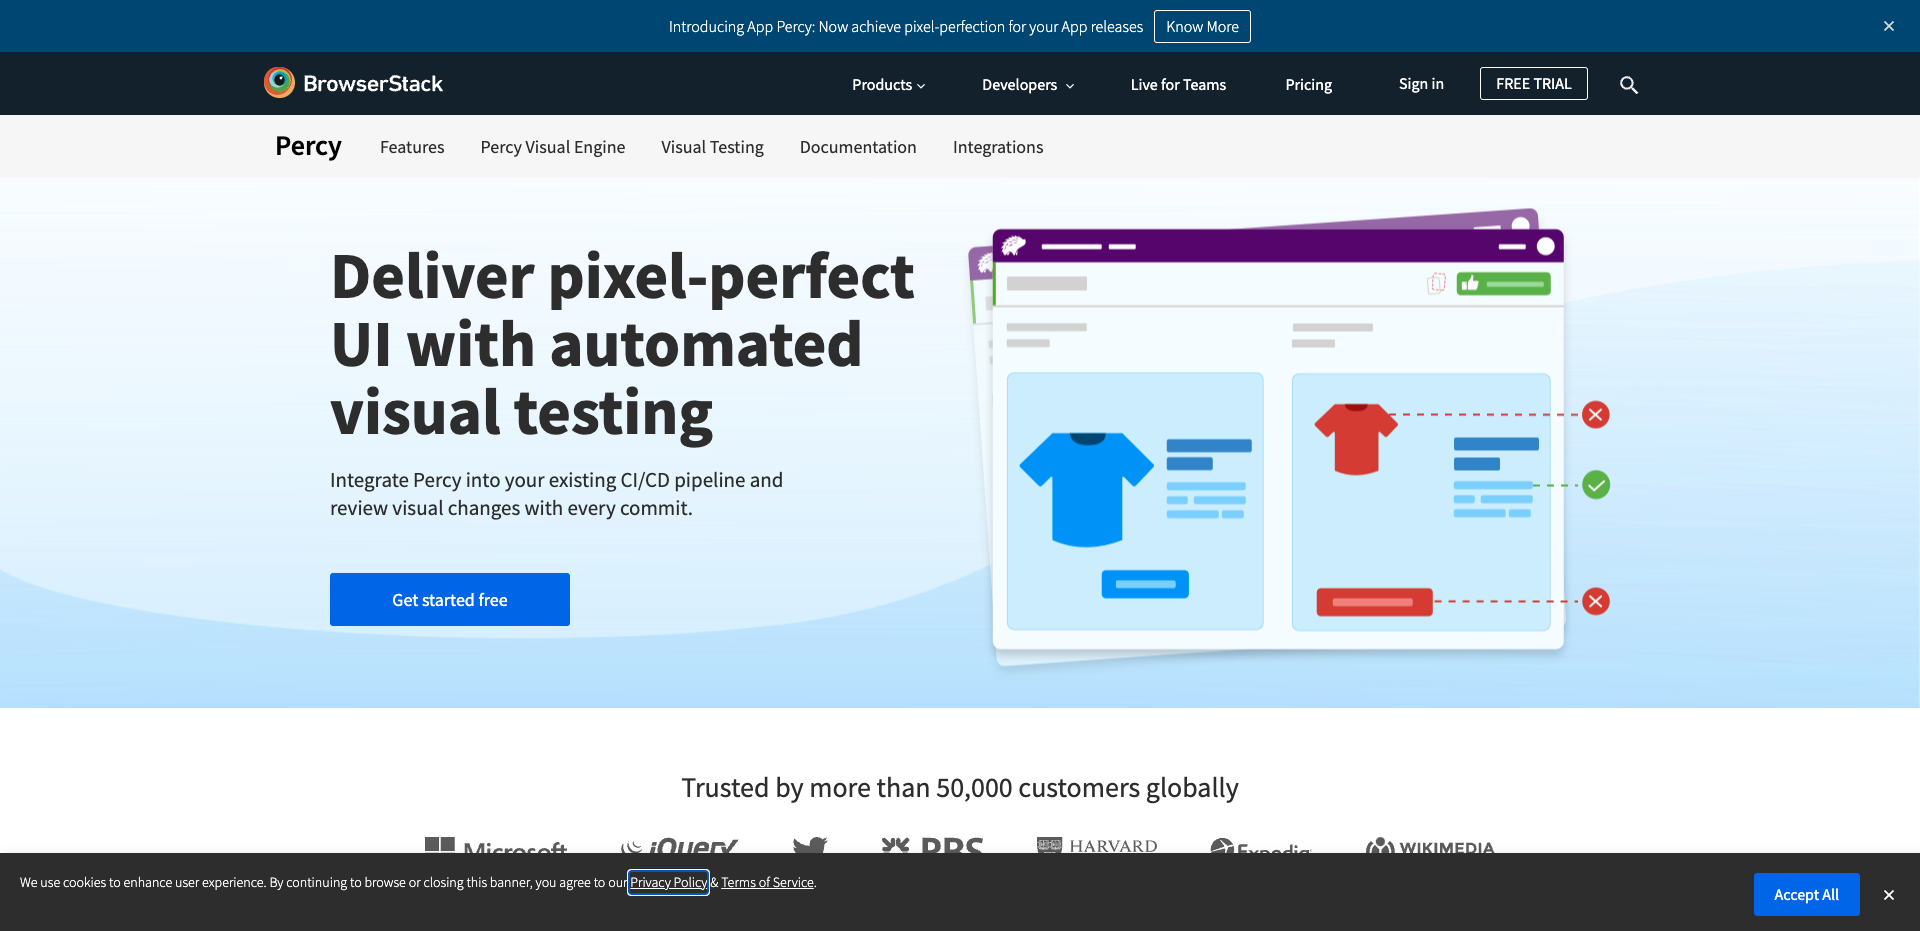 Introducing App Percy: Now achieve pixel-perfection for your App releases Know More
BrowserStack Products Developers Live for Teams Pricing Sign in FREE TRIAL
Percy Features Percy Visual Engine Visual Testing Documentation Integrations
Deliver pixel-perfect
UI with automated
visual testing
Integrate Percy into your existing CI/CD pipeline and
review visual changes with every commit.
Get started free
Trusted by more than 50,000 customers globally
Microsoft jQuery PBS HARVARD Expedia WIKIMEDIA
We use cookies to enhance user experience. By continuing to browse or closing this banner, you agree to our Privacy Policy & Terms of Service.
Accept All